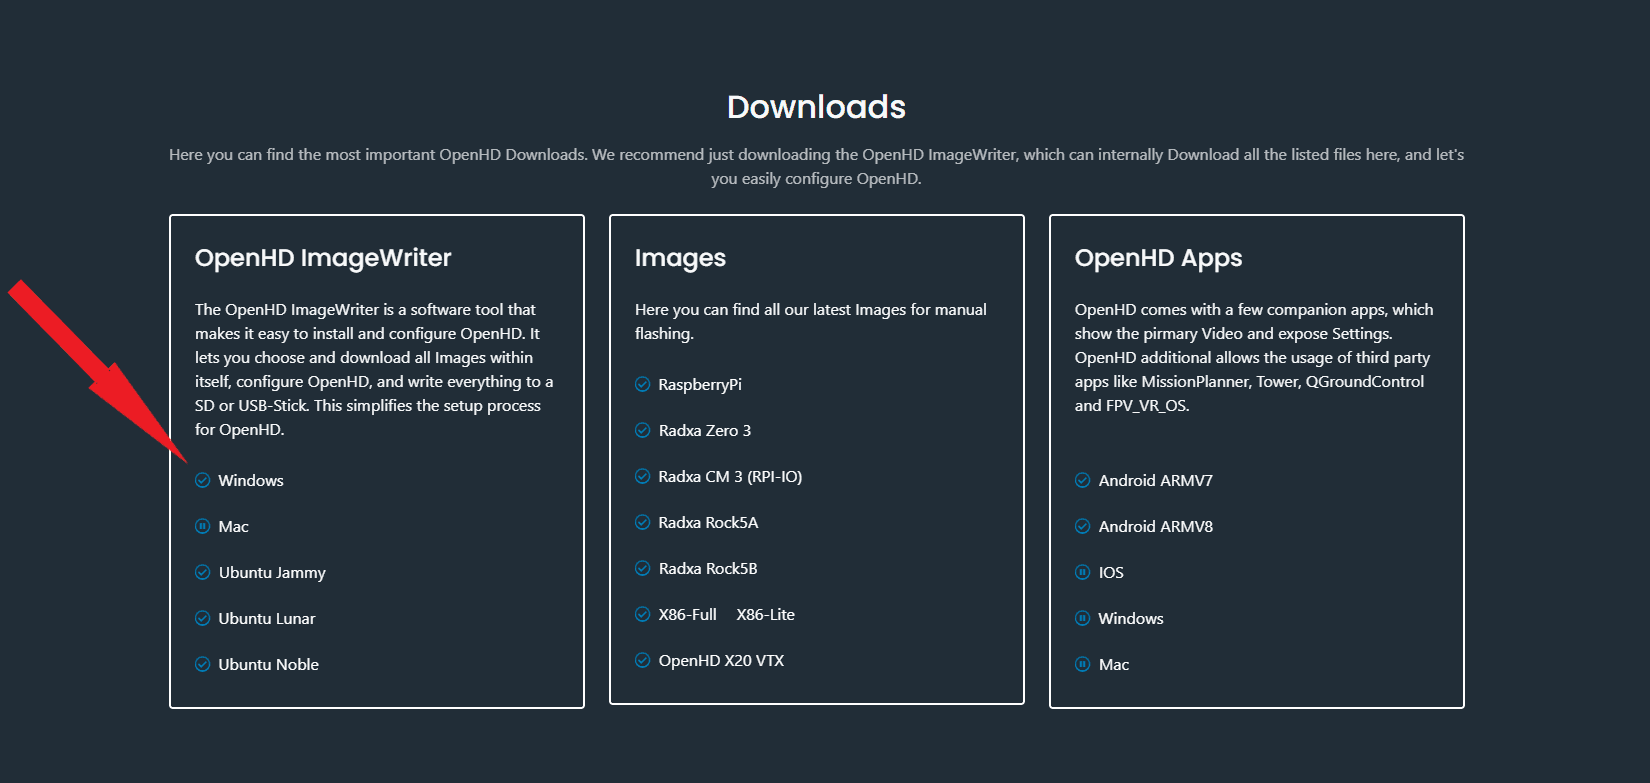 Downloads
Here you can find the most important OpenHD Downloads. We recommend just downloading the OpenHD ImageWriter, which can internally Download all the listed files here, and let's
you easily configure OpenHD.
OpenHD ImageWriter
The OpenHD ImageWriter is a software tool that
makes it easy to install and configure OpenHD. It
lets you choose and download all Images within
itself, configure OpenHD, and write everything to a
SD or USB-Stick. This simplifies the setup process
for OpenHD.
Windows
Mac
Ubuntu Jammy
Ubuntu Lunar
Ubuntu Noble
Images
Here you can find all our latest Images for manual
flashing.
RaspberryPi
Radxa Zero 3
Radxa CM 3 (RPI-IO)
Radxa Rock5A
Radxa Rock5B
X86-Full X86-Lite
OpenHD X20 VTX
OpenHD Apps
OpenHD comes with a few companion apps, which
show the pirmary Video and expose Settings.
OpenHD additional allows the usage of third party
apps like MissionPlanner, Tower, QGroundControl
and FPV_VR_OS.
Android ARMV7
Android ARMV8
IOS
Windows
Mac